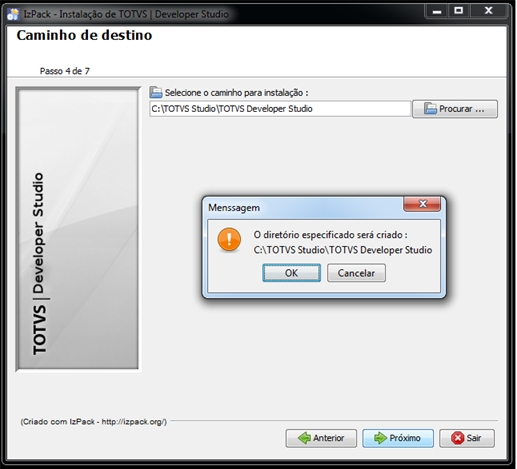 IzPack - Instalação de TOTVS | Developer Studio
Caminho de destino
Passo 4 de 7
Selecione o caminho para instalação :
C:\TOTVS Studio\TOTVS Developer Studio
Procurar ...
TOTVS | Developer Studio
Menssagem
O diretório especificado será criado :
C:\TOTVS Studio\TOTVS Developer Studio
OK
Cancelar
(Criado com IzPack - http://izpack.org/)
Anterior
Próximo
Sair